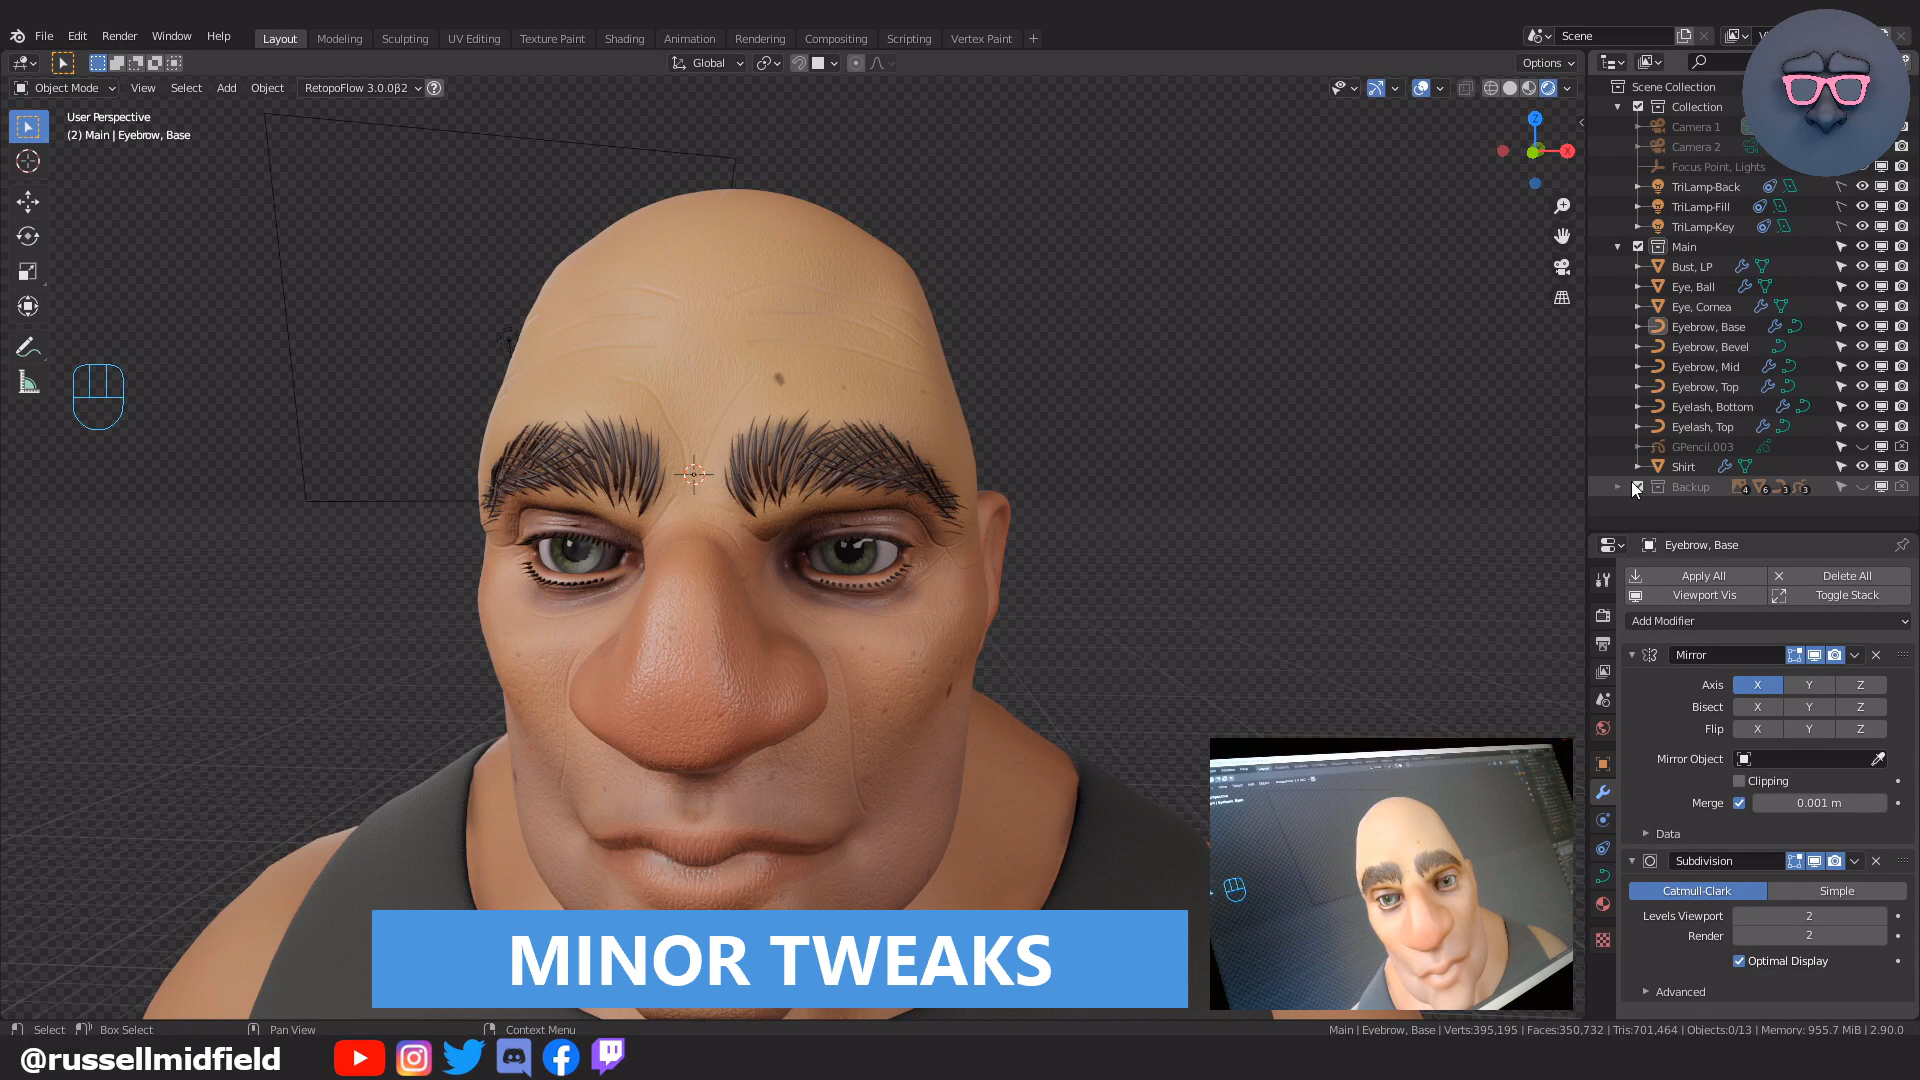 File Edit Render Window Help
Layout Modeling Sculpting UV Editing Texture Paint Shading Animation Rendering Compositing Scripting Vertex Paint +
Scene
Global
Options
Object Mode View Select Add Object RetopoFlow 3.0.0β2 ?
User Perspective
(2) Main | Eyebrow, Base
Z
X
Scene Collection
Collection
Camera 1
Camera 2
Focus Point, Lights
TriLamp-Back
TriLamp-Fill
TriLamp-Key
Main
Bust, LP
Eye, Ball
Eye, Cornea
Eyebrow, Base
Eyebrow, Bevel
Eyebrow, Mid
Eyebrow, Top
Eyelash, Bottom
Eyelash, Top
GPencil.003
Shirt
Backup 4 6 3 3
Eyebrow, Base
Apply All Delete All
Viewport Vis Toggle Stack
Add Modifier
Mirror
Axis X Y Z
Bisect X Y Z
Flip X Y Z
Mirror Object
Clipping
Merge 0.001 m
Data
Subdivision
Catmull-Clark Simple
Levels Viewport 2
Render 2
Optimal Display
Advanced
MINOR TWEAKS
Select Box Select Pan View Context Menu
Main | Eyebrow, Base | Verts:395,195 | Faces:350,732 | Tris:701,464 | Objects:0/13 | Memory: 955.7 MiB | 2.90.0
@russellmidfield